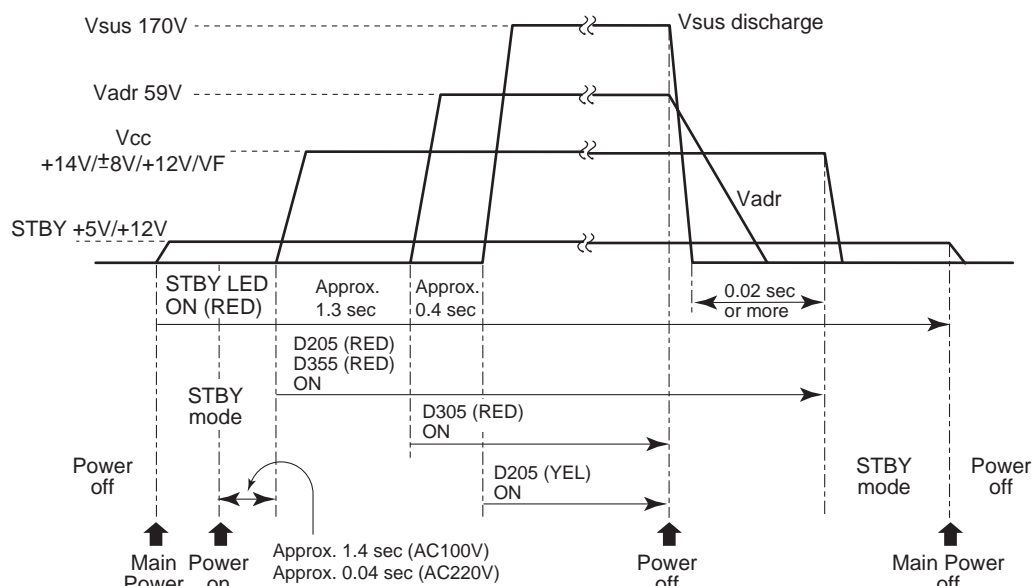 Vsus 170V
Vsus discharge
Vadr 59V
Vcc
+14V/±8V/+12V/VF
Vadr
STBY +5V/+12V
STBY LED
ON (RED)
Approx.
1.3 sec
Approx.
0.4 sec
0.02 sec
or more
D205 (RED)
D355 (RED)
ON
STBY
mode
D305 (RED)
ON
D205 (YEL)
ON
Power
off
STBY
mode
Power
off
Main
Power
Power
on
Approx. 1.4 sec (AC100V)
Approx. 0.04 sec (AC220V)
Power
off
Main Power
off